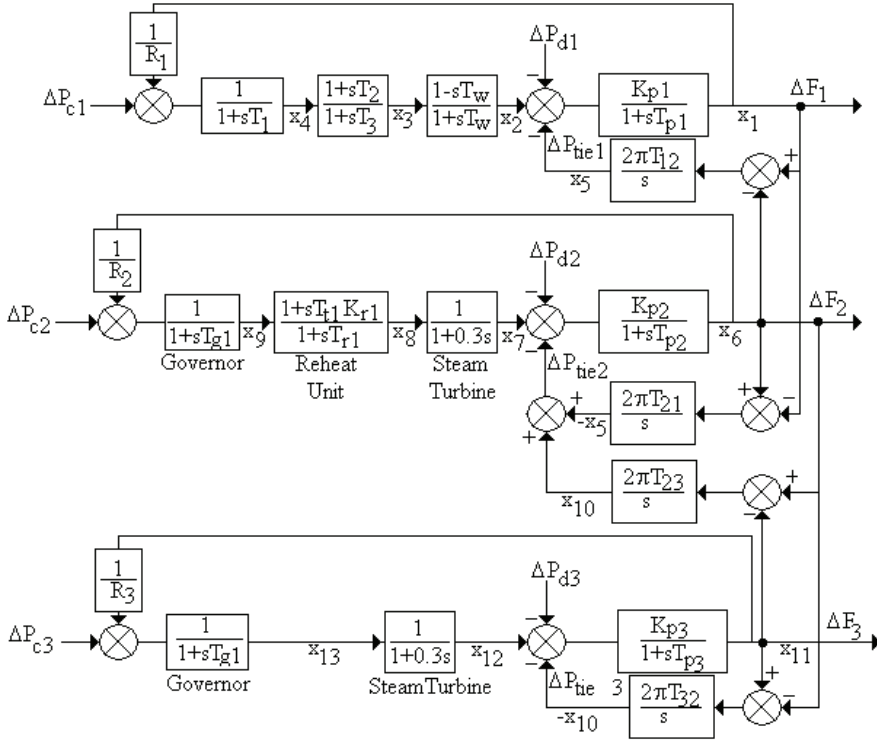 1
R1
ΔPd1
ΔPc1
1
1+sT1
x4
1+sT2
1+sT3
x3
1-sTw
1+sTw
x2
−
Kp1
1+sTp1
x1
ΔF1
−
ΔPtie1
x5
2πT12
s
+
−
1
R2
ΔPd2
ΔPc2
1
1+sTg1
x9
Governor
1+sTt1 Kr1
1+sTr1
x8
Reheat
Unit
1
1+0.3s
x7
Steam
Turbine
−
Kp2
1+sTp2
x6
ΔF2
−
ΔPtie2
+
+
-x5
2πT21
s
+
−
x10
2πT23
s
+
−
1
R3
ΔPd3
ΔPc3
1
1+sTg1
x13
Governor
1
1+0.3s
x12
SteamTurbine
−
Kp3
1+sTp3
x11
ΔF3
−
ΔPtie 3
-x10
2πT32
s
+
−